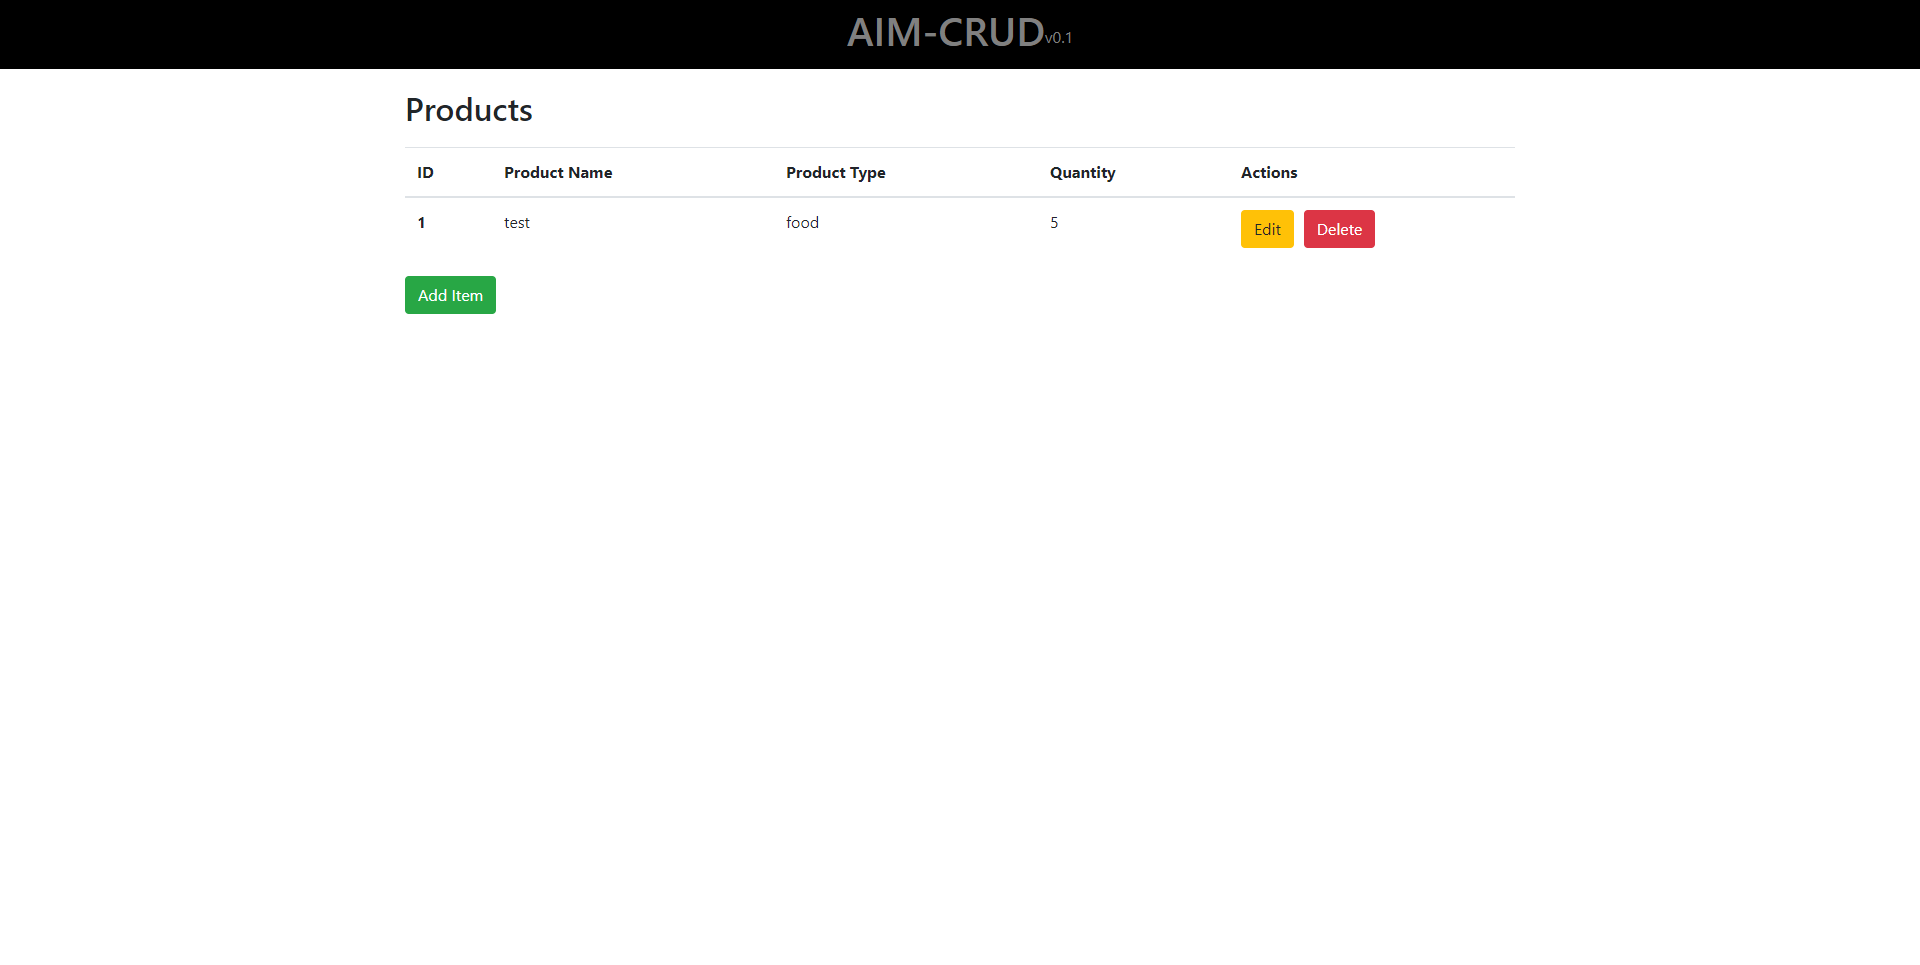 AIM-CRUDv0.1
Products
ID Product Name Product Type Quantity Actions
1 test food 5 Edit Delete
Add Item